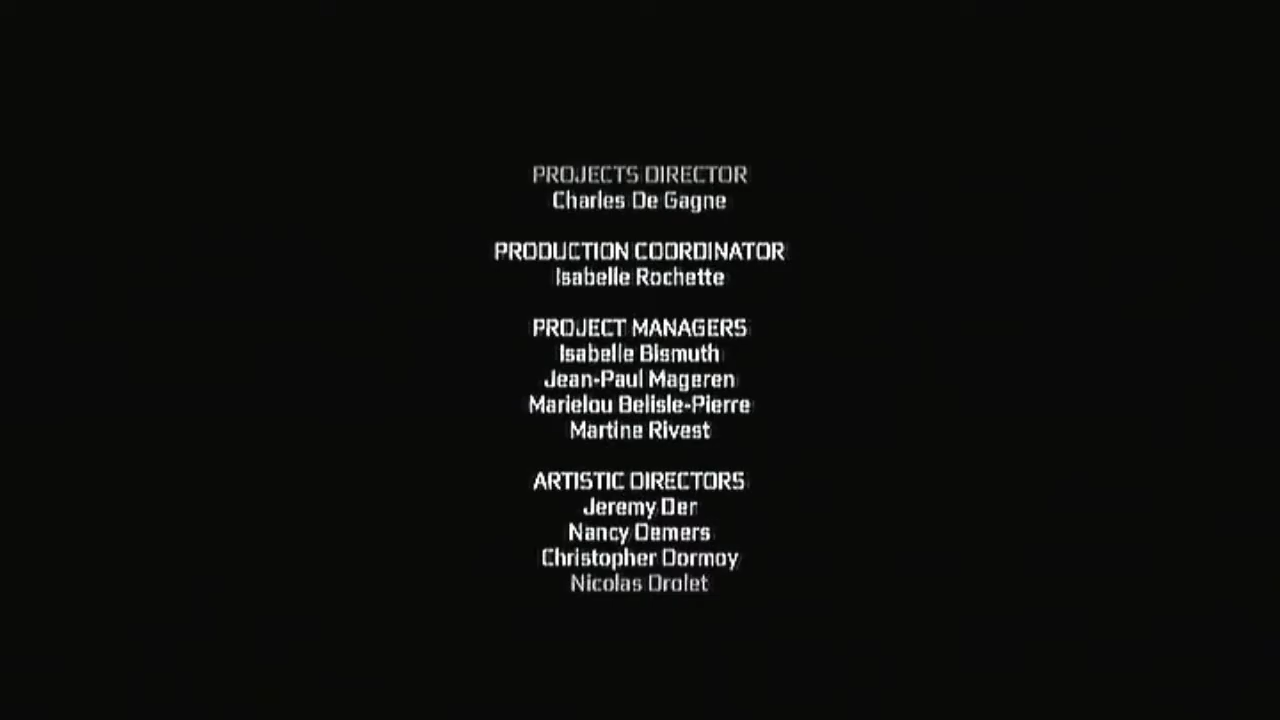 PROJECTS DIRECTOR
Charles De Gagne
PRODUCTION COORDINATOR
Isabelle Rochette
PROJECT MANAGERS
Isabelle Bismuth
Jean-Paul Mageren
Marielou Belisle-Pierre
Martine Rivest
ARTISTIC DIRECTORS
Jeremy Der
Nancy Demers
Christopher Dormoy
Nicolas Drolet